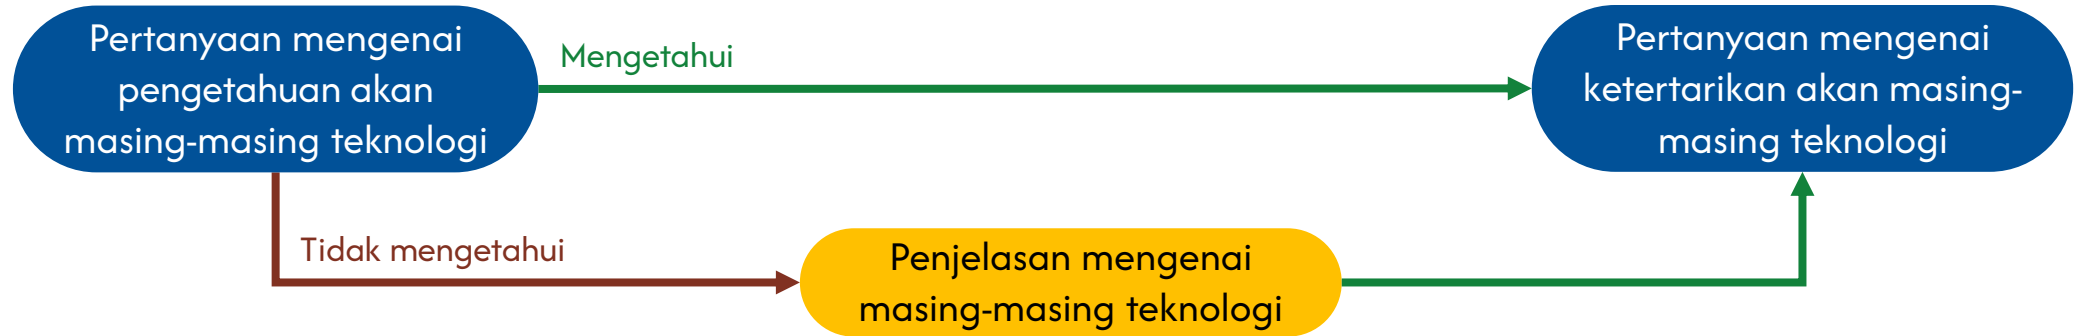 Pertanyaan mengenai
pengetahuan akan
masing-masing teknologi
Mengetahui
Pertanyaan mengenai
ketertarikan akan masing-
masing teknologi
Tidak mengetahui
Penjelasan mengenai
masing-masing teknologi